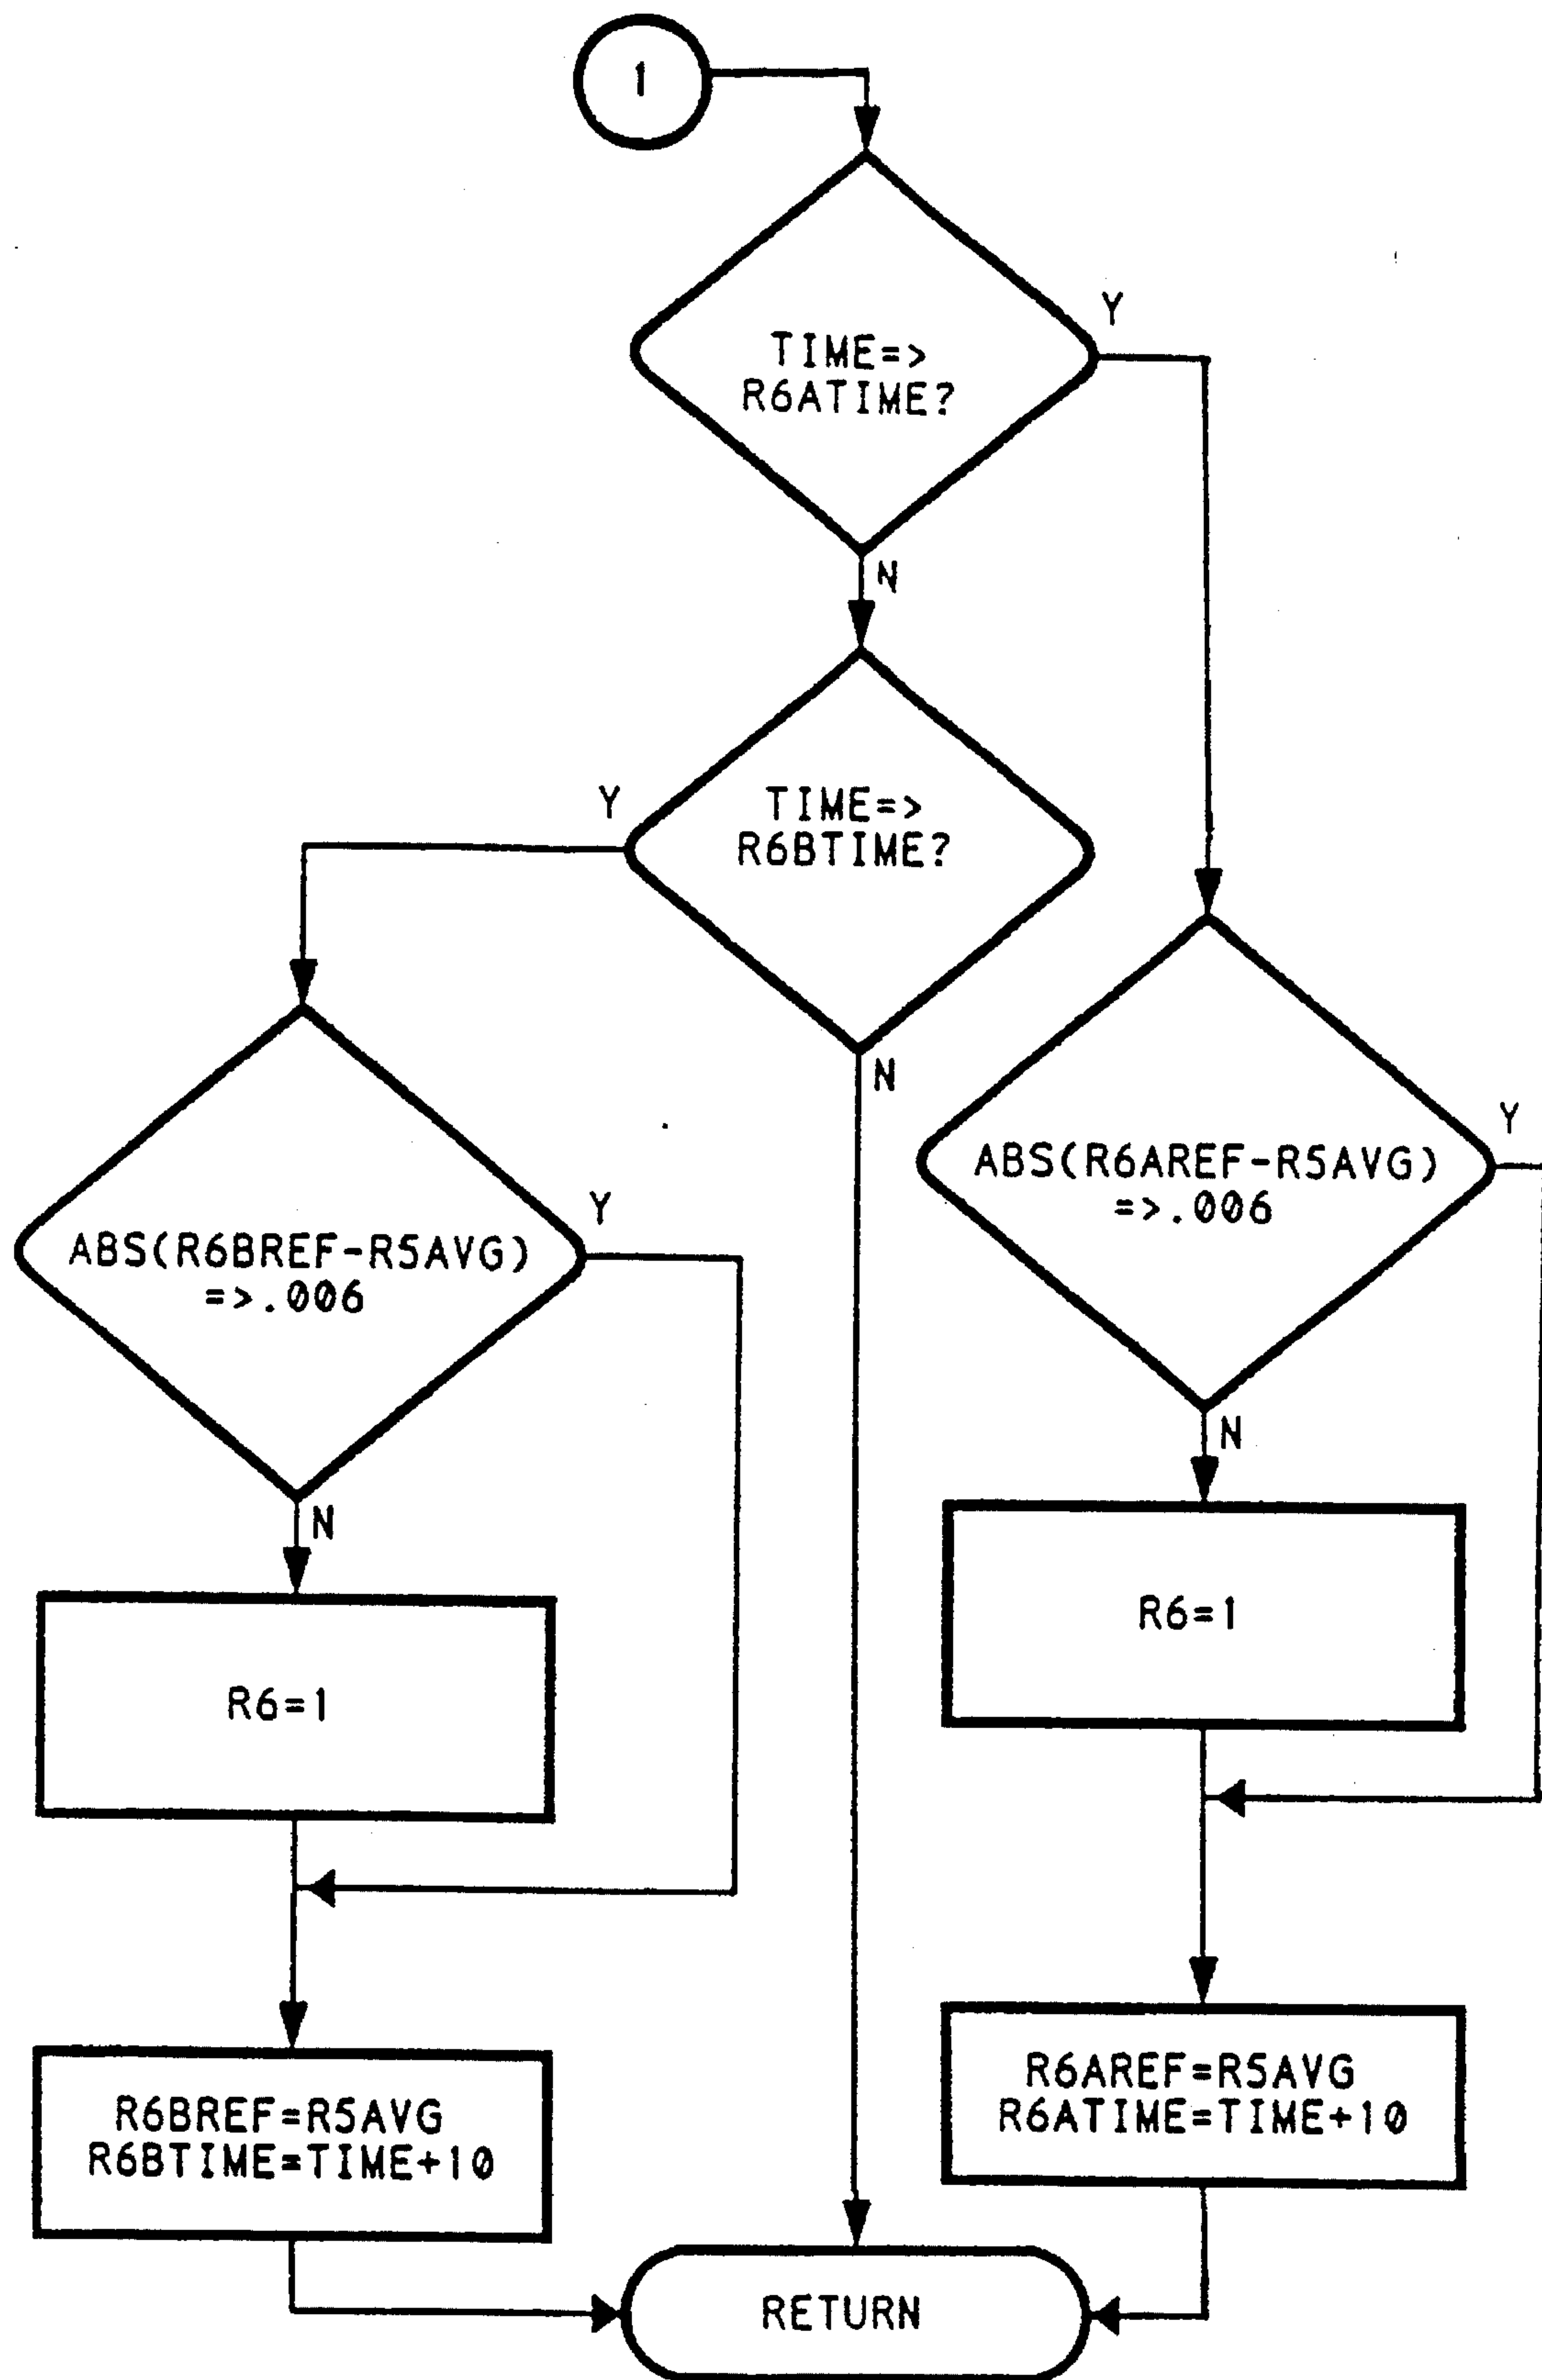 1
TIME=>
R6ATIME?
Y
N
TIME=>
R6BTIME?
Y
N
ABS(R6AREF-R5AVG)
=>.006
Y
N
ABS(R6BREF-R5AVG)
=>.006
Y
N
R6=1
R6=1
R6AREF=R5AVG
R6ATIME=TIME+10
R6BREF=R5AVG
R6BTIME=TIME+10
RETURN